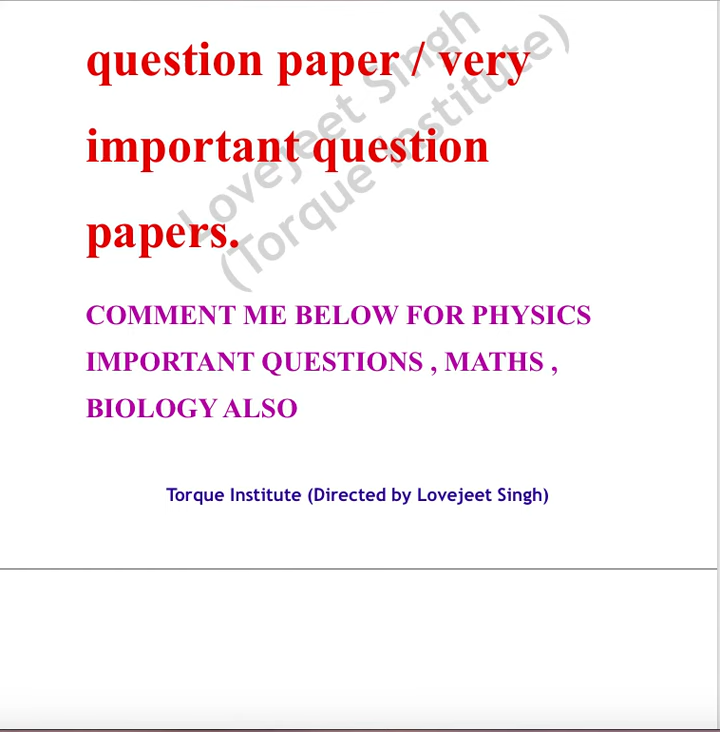 question paper / very
important question
papers.
Lovejeet Singh
(Torque Institute)
COMMENT ME BELOW FOR PHYSICS
IMPORTANT QUESTIONS , MATHS ,
BIOLOGY ALSO
Torque Institute (Directed by Lovejeet Singh)